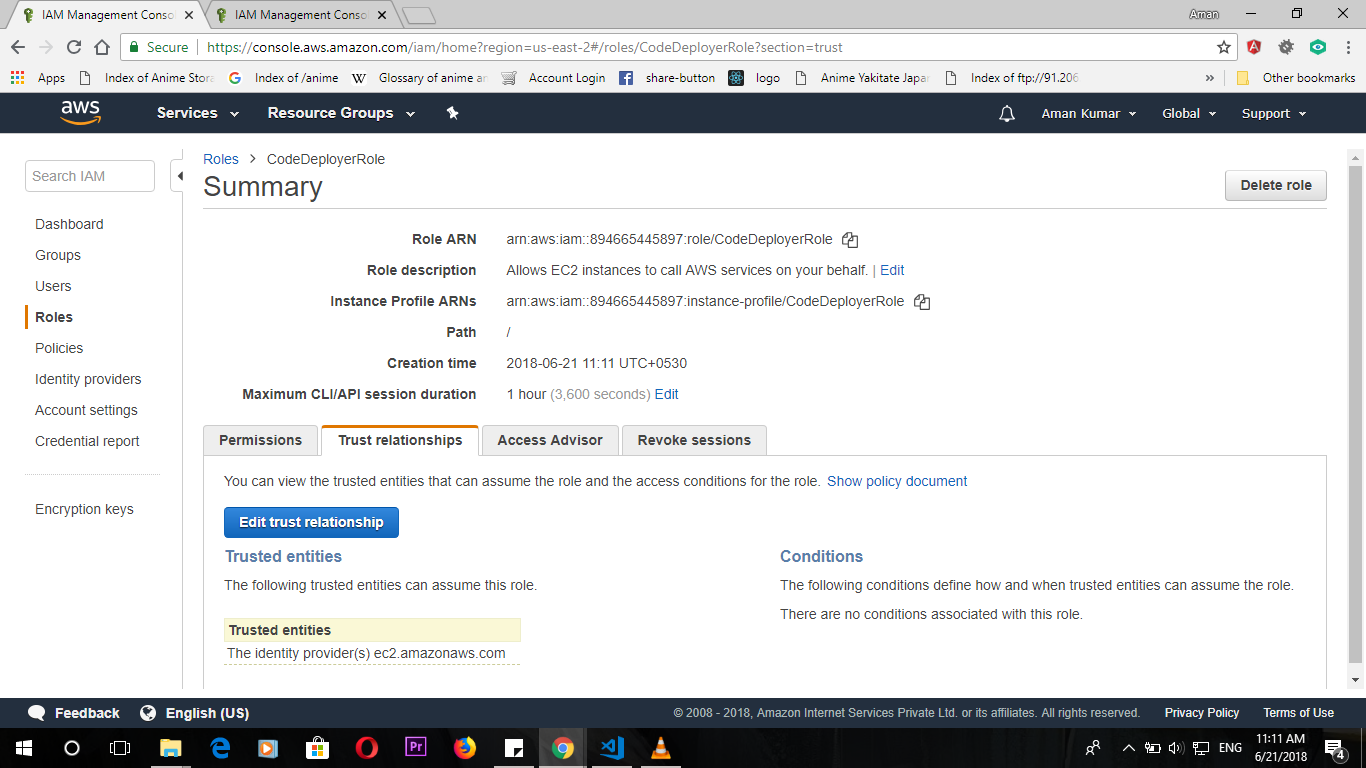 IAM Management Conso
IAM Management Conso
Aman
Secure https://console.aws.amazon.com/iam/home?region=us-east-2#/roles/CodeDeployerRole?section=trust
Apps Index of Anime Stora Index of /anime Glossary of anime an Account Login share-button logo Anime Yakitate Japan Index of ftp://91.206 » Other bookmarks
aws Services Resource Groups Aman Kumar Global Support
Search IAM
Dashboard
Groups
Users
Roles
Policies
Identity providers
Account settings
Credential report
Encryption keys
Roles > CodeDeployerRole
Summary
Delete role
Role ARN arn:aws:iam::894665445897:role/CodeDeployerRole
Role description Allows EC2 instances to call AWS services on your behalf. | Edit
Instance Profile ARNs arn:aws:iam::894665445897:instance-profile/CodeDeployerRole
Path /
Creation time 2018-06-21 11:11 UTC+0530
Maximum CLI/API session duration 1 hour (3,600 seconds) Edit
Permissions Trust relationships Access Advisor Revoke sessions
You can view the trusted entities that can assume the role and the access conditions for the role. Show policy document
Edit trust relationship
Trusted entities
The following trusted entities can assume this role.
Trusted entities
The identity provider(s) ec2.amazonaws.com
Conditions
The following conditions define how and when trusted entities can assume the role.
There are no conditions associated with this role.
Feedback English (US) © 2008 - 2018, Amazon Internet Services Private Ltd. or its affiliates. All rights reserved. Privacy Policy Terms of Use
Pr
ENG
11:11 AM
6/21/2018
4